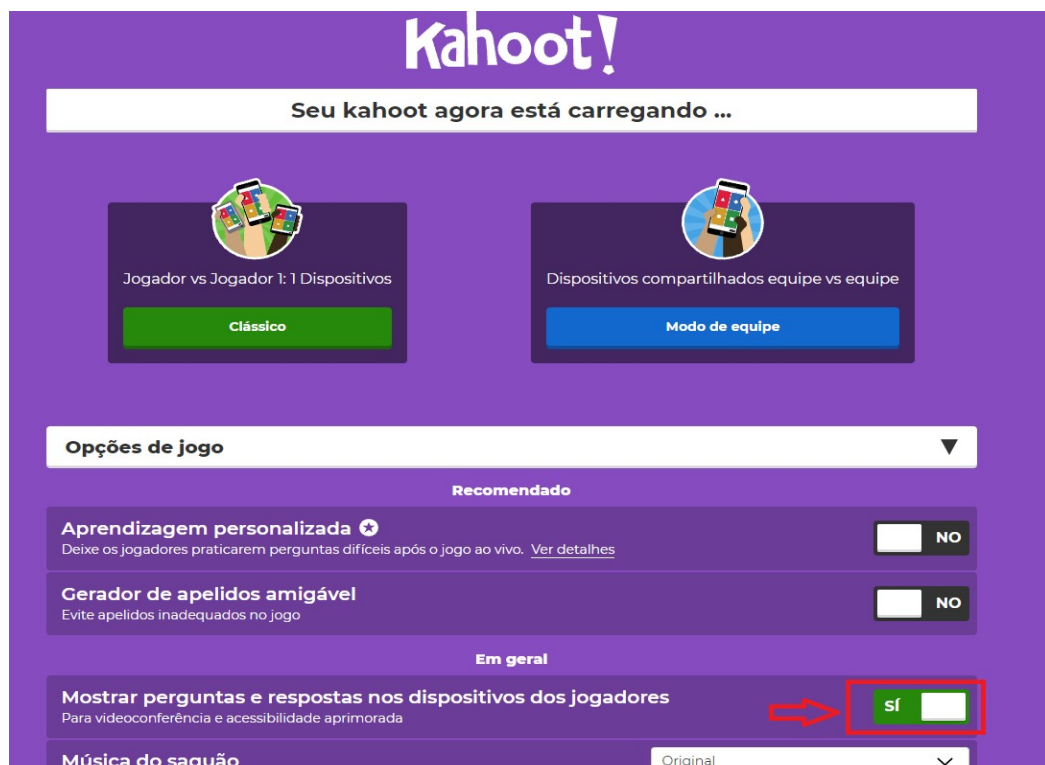 Kahoot!
Seu kahoot agora está carregando ...
Jogador vs Jogador 1: 1 Dispositivos
Clássico
Dispositivos compartilhados equipe vs equipe
Modo de equipe
Opções de jogo
Recomendado
Aprendizagem personalizada
Deixe os jogadores praticarem perguntas difíceis após o jogo ao vivo. Ver detalhes
NO
Gerador de apelidos amigável
Evite apelidos inadequados no jogo
NO
Em geral
Mostrar perguntas e respostas nos dispositivos dos jogadores
Para videoconferência e acessibilidade aprimorada
SÍ
Música do saguão
Original